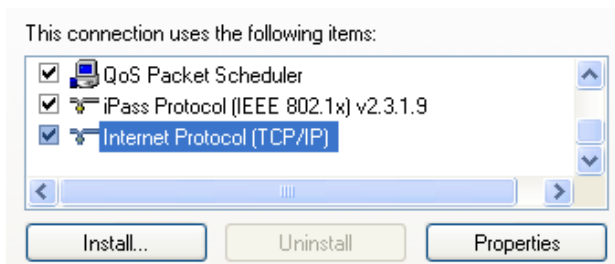 This connection uses the following items:
QoS Packet Scheduler
iPass Protocol (IEEE 802.1x) v2.3.1.9
Internet Protocol (TCP/IP)
Install... Uninstall Properties